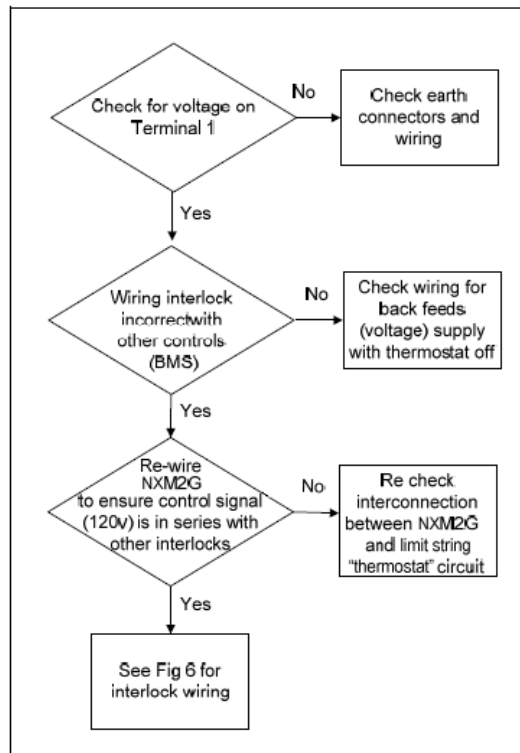 Check for voltage on
Terminal 1
No
Check earth
connectors and
wiring
Yes
Wiring interlock
incorrectwith
other controls
(BMS)
No
Check wiring for
back feeds
(voltage) supply
with thermostat off
Yes
Re-wire
NXM2G
to ensure control signal
(120v) is in series with
other interlocks
No
Re check
interconnection
between NXM2G
and limit string
"thermostat" circuit
Yes
See Fig 6 for
interlock wiring